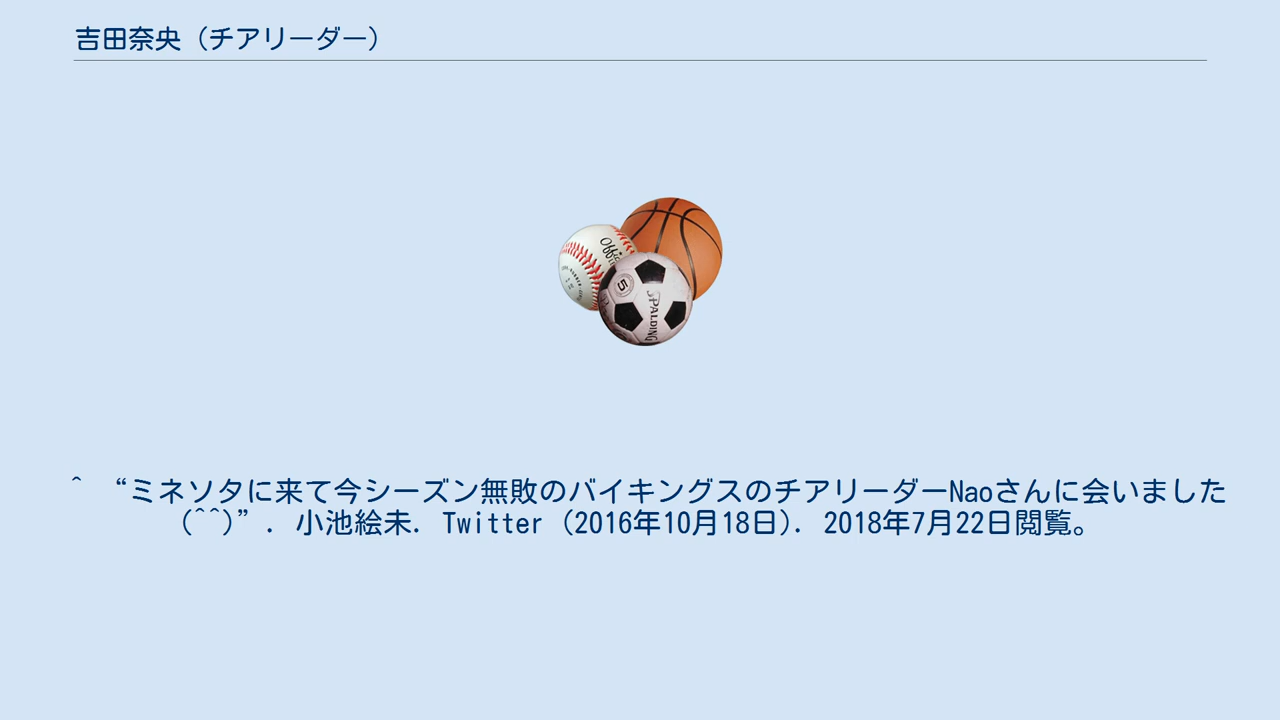 吉田奈央（チアリーダー）
Offici
5
SPALDING
^ “ミネソタに来て今シーズン無敗のバイキングスのチアリーダーNaoさんに会いました
(^^)”. 小池絵未. Twitter (2016年10月18日). 2018年7月22日閲覧。